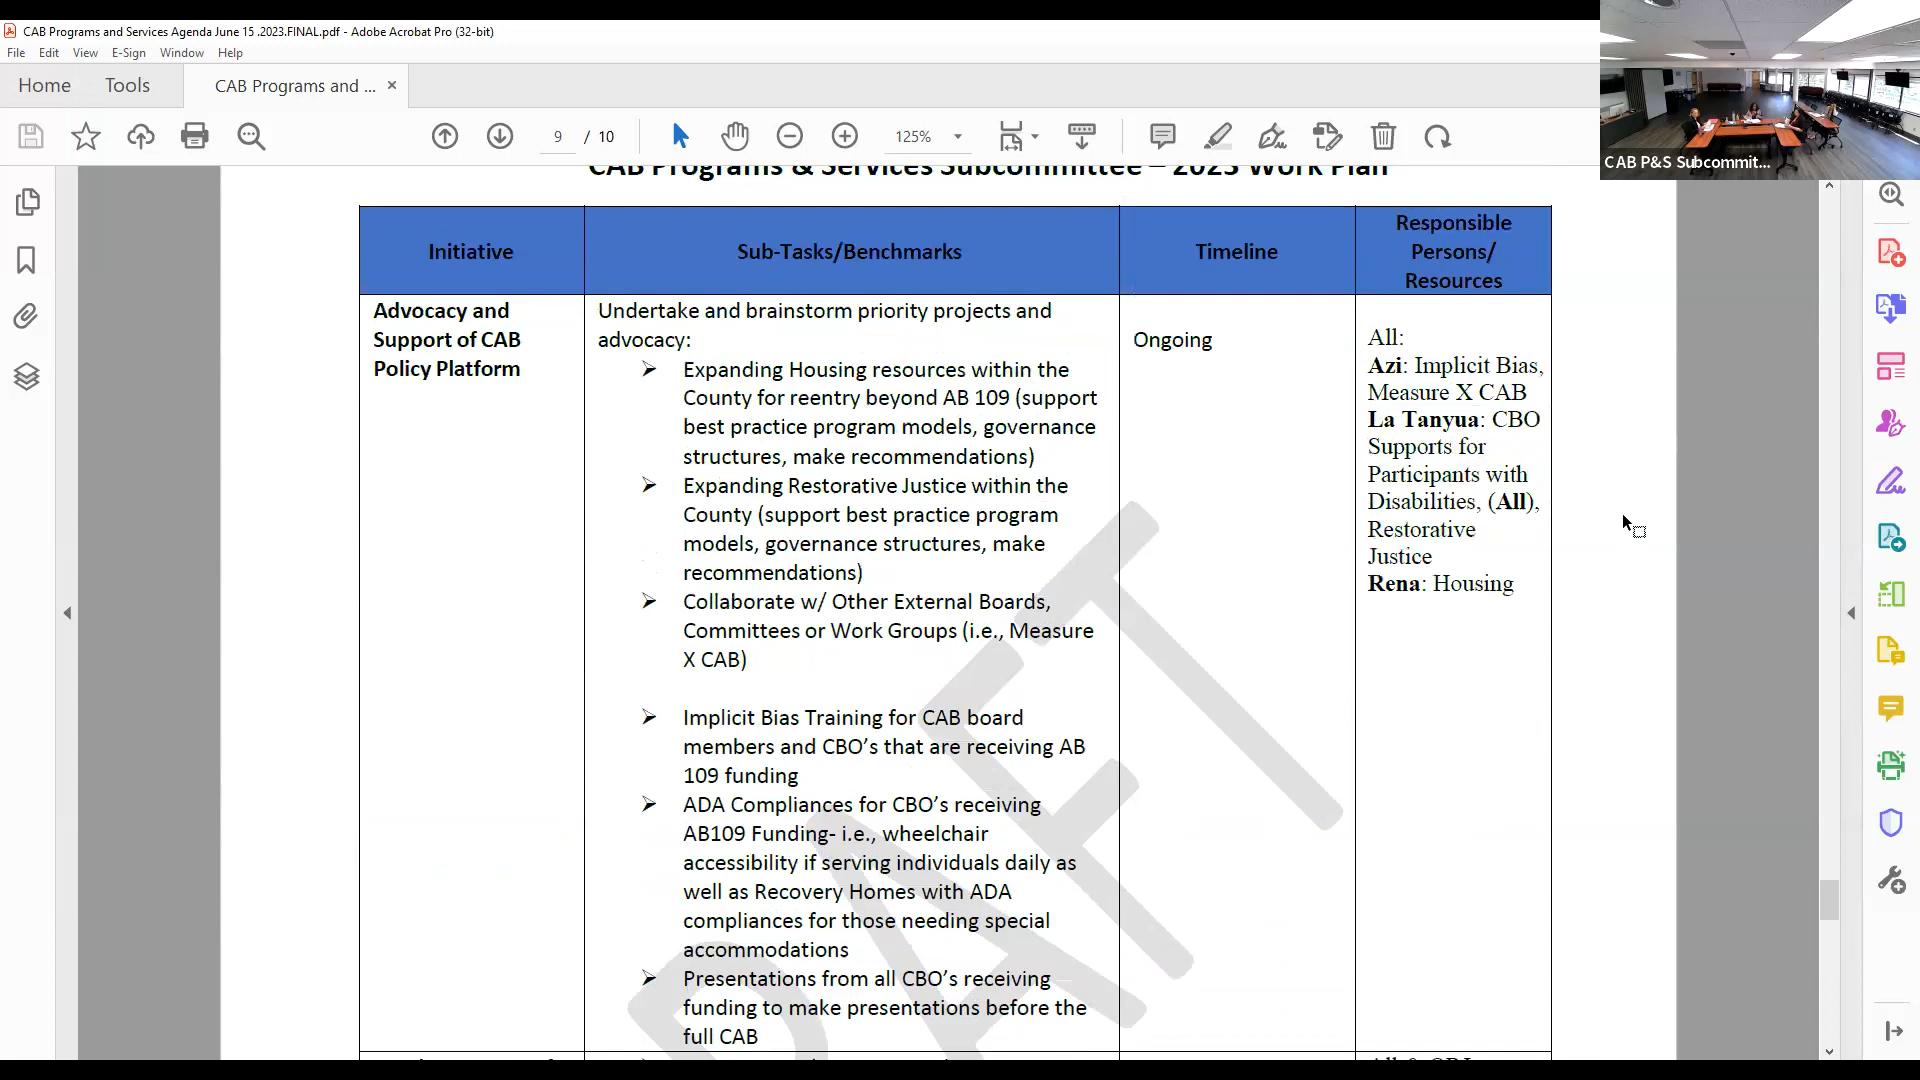 CAB Programs and Services Agenda June 15 .2023.FINAL.pdf - Adobe Acrobat Pro (32-bit)
File Edit View E-Sign Window Help
Home Tools CAB Programs and ... ×
9 / 10 125%
CAB P&S Subcommit...
CAB Programs & Services Subcommittee – 2023 Work Plan
Initiative
Sub-Tasks/Benchmarks
Timeline
Responsible
Persons/
Resources
Advocacy and
Support of CAB
Policy Platform
Undertake and brainstorm priority projects and
advocacy:
➢ Expanding Housing resources within the
County for reentry beyond AB 109 (support
best practice program models, governance
structures, make recommendations)
➢ Expanding Restorative Justice within the
County (support best practice program
models, governance structures, make
recommendations)
➢ Collaborate w/ Other External Boards,
Committees or Work Groups (i.e., Measure
X CAB)
➢ Implicit Bias Training for CAB board
members and CBO’s that are receiving AB
109 funding
➢ ADA Compliances for CBO’s receiving
AB109 Funding- i.e., wheelchair
accessibility if serving individuals daily as
well as Recovery Homes with ADA
compliances for those needing special
accommodations
➢ Presentations from all CBO’s receiving
funding to make presentations before the
full CAB
Ongoing
All:
Azi: Implicit Bias,
Measure X CAB
La Tanyua: CBO
Supports for
Participants with
Disabilities, (All),
Restorative
Justice
Rena: Housing
DRAFT